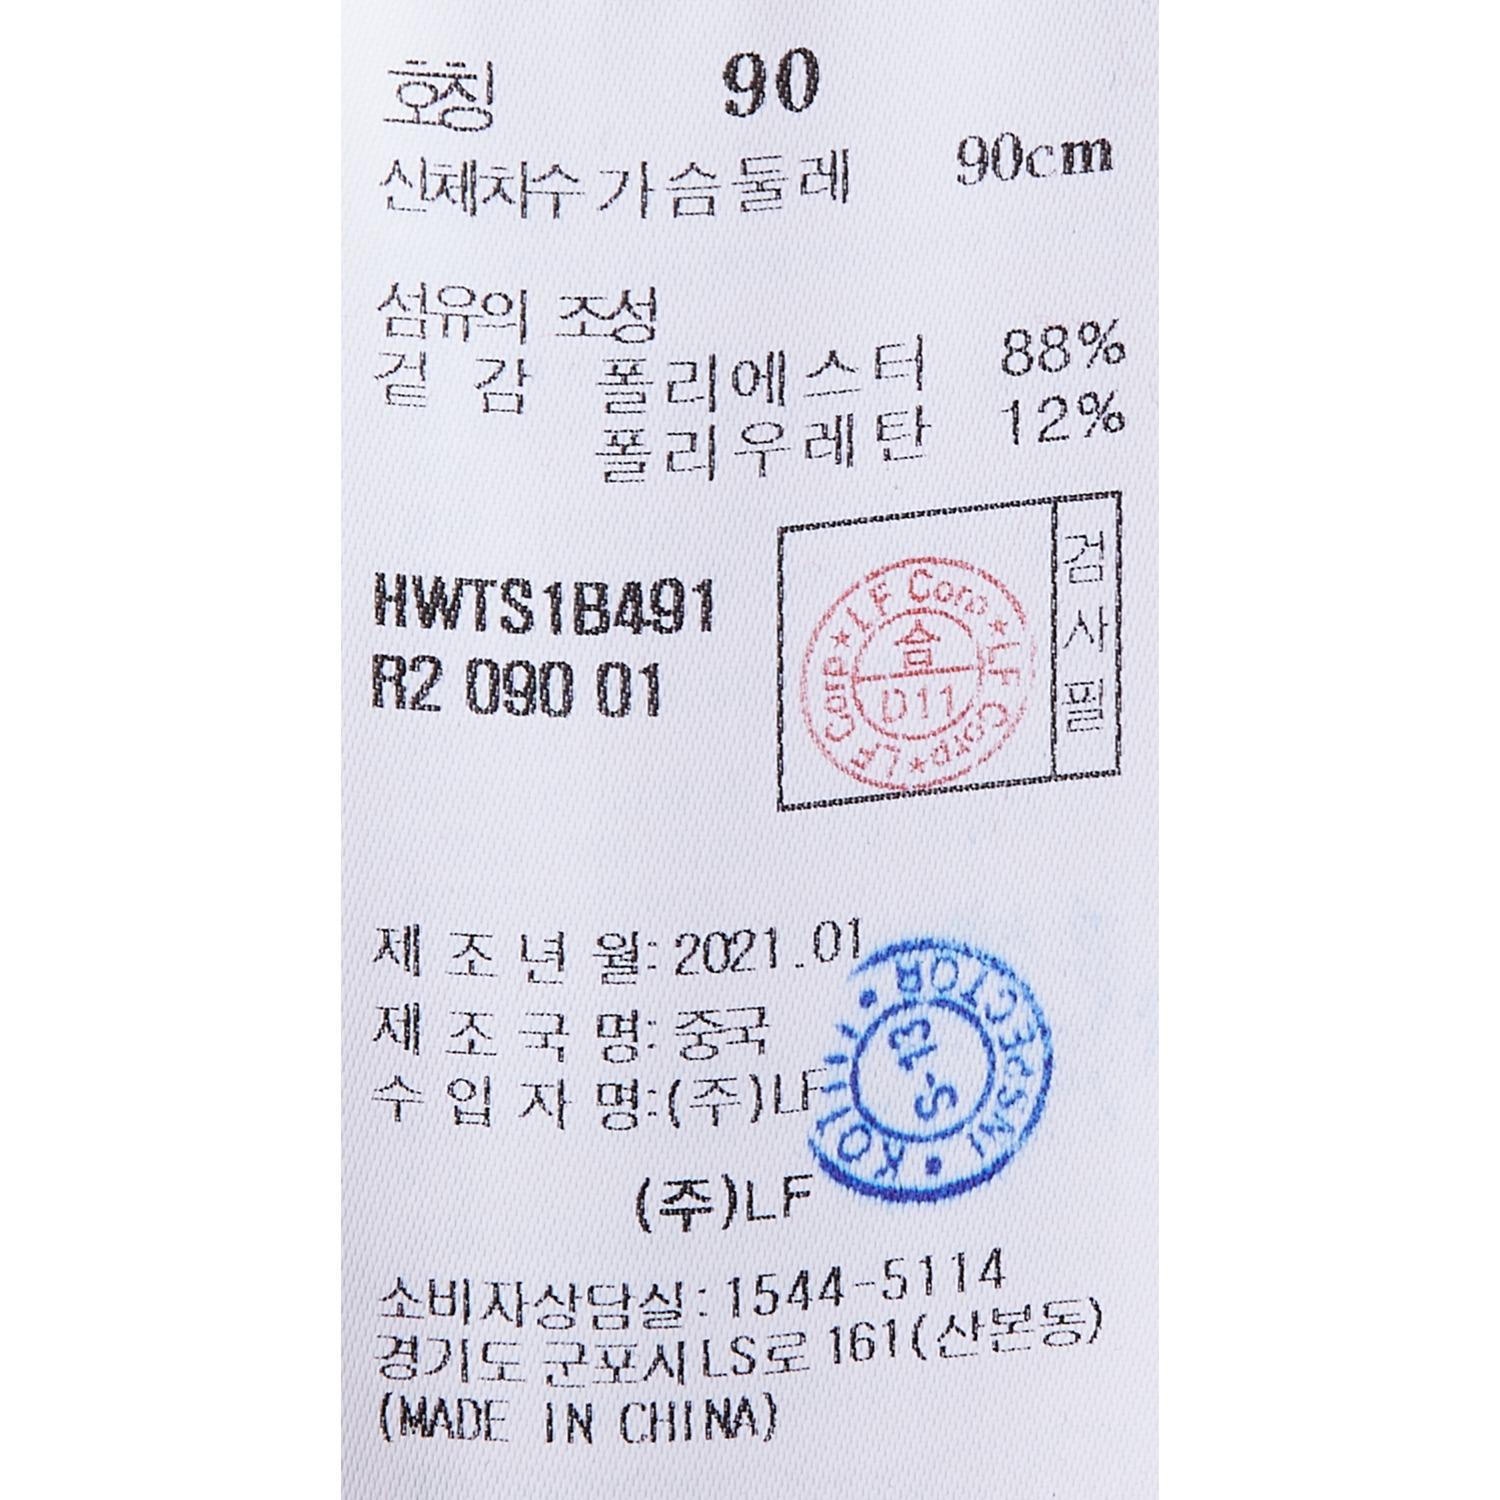 호칭 90
신체치수 가슴둘레 90cm
섬유의 조성
겉 감 폴리에스터 88%
폴리우레탄 12%
HWTS1B491
R2 090 01
검사필
LF Corp ★ LF Corp ★ LF Corp ★
합
D11
제 조 년 월: 2021.01
제 조 국 명: 중국
수 입 자 명:(주)LF
INSPECTOR
S-13
(주)LF
소비자상담실: 1544-5114
경기도 군포시 LS로 161(산본동)
(MADE IN CHINA)